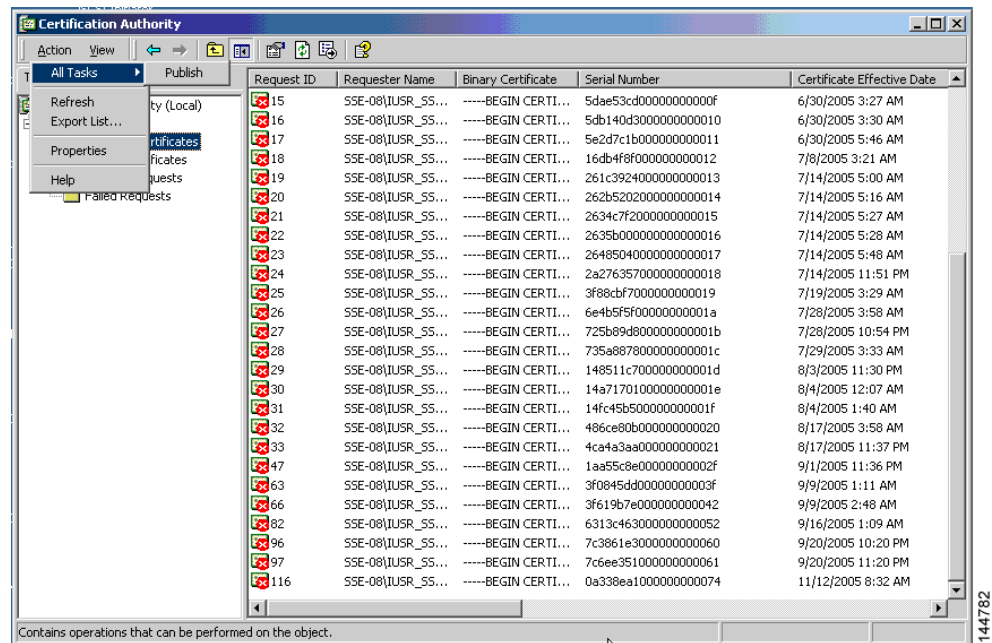 Certification Authority
Action View
All Tasks Publish
Refresh
Export List...
Properties
Help
ty (Local)
rtificates
ficates
quests
Failed Requests
Request ID Requester Name Binary Certificate Serial Number Certificate Effective Date
15 SSE-08\IUSR_SS... -----BEGIN CERTI... 5dae53cd00000000000f 6/30/2005 3:27 AM
16 SSE-08\IUSR_SS... -----BEGIN CERTI... 5db140d3000000000010 6/30/2005 3:30 AM
17 SSE-08\IUSR_SS... -----BEGIN CERTI... 5e2d7c1b000000000011 6/30/2005 5:46 AM
18 SSE-08\IUSR_SS... -----BEGIN CERTI... 16db4f8f000000000012 7/8/2005 3:21 AM
19 SSE-08\IUSR_SS... -----BEGIN CERTI... 261c3924000000000013 7/14/2005 5:00 AM
20 SSE-08\IUSR_SS... -----BEGIN CERTI... 262b5202000000000014 7/14/2005 5:16 AM
21 SSE-08\IUSR_SS... -----BEGIN CERTI... 2634c7f2000000000015 7/14/2005 5:27 AM
22 SSE-08\IUSR_SS... -----BEGIN CERTI... 2635b000000000000016 7/14/2005 5:28 AM
23 SSE-08\IUSR_SS... -----BEGIN CERTI... 26485040000000000017 7/14/2005 5:48 AM
24 SSE-08\IUSR_SS... -----BEGIN CERTI... 2a276357000000000018 7/14/2005 11:51 PM
25 SSE-08\IUSR_SS... -----BEGIN CERTI... 3f88cbf7000000000019 7/19/2005 3:29 AM
26 SSE-08\IUSR_SS... -----BEGIN CERTI... 6e4b5f5f00000000001a 7/28/2005 3:58 AM
27 SSE-08\IUSR_SS... -----BEGIN CERTI... 725b89d800000000001b 7/28/2005 10:54 PM
28 SSE-08\IUSR_SS... -----BEGIN CERTI... 735a887800000000001c 7/29/2005 3:33 AM
29 SSE-08\IUSR_SS... -----BEGIN CERTI... 148511c700000000001d 8/3/2005 11:30 PM
30 SSE-08\IUSR_SS... -----BEGIN CERTI... 14a7170100000000001e 8/4/2005 12:07 AM
31 SSE-08\IUSR_SS... -----BEGIN CERTI... 14fc45b500000000001f 8/4/2005 1:40 AM
32 SSE-08\IUSR_SS... -----BEGIN CERTI... 486ce80b000000000020 8/17/2005 3:58 AM
33 SSE-08\IUSR_SS... -----BEGIN CERTI... 4ca4a3aa000000000021 8/17/2005 11:37 PM
47 SSE-08\IUSR_SS... -----BEGIN CERTI... 1aa55c8e00000000002f 9/1/2005 11:36 PM
63 SSE-08\IUSR_SS... -----BEGIN CERTI... 3f0845dd00000000003f 9/9/2005 1:11 AM
66 SSE-08\IUSR_SS... -----BEGIN CERTI... 3f619b7e000000000042 9/9/2005 2:48 AM
82 SSE-08\IUSR_SS... -----BEGIN CERTI... 6313c463000000000052 9/16/2005 1:09 AM
96 SSE-08\IUSR_SS... -----BEGIN CERTI... 7c3861e3000000000060 9/20/2005 10:20 PM
97 SSE-08\IUSR_SS... -----BEGIN CERTI... 7c6ee351000000000061 9/20/2005 11:20 PM
116 SSE-08\IUSR_SS... -----BEGIN CERTI... 0a338ea1000000000074 11/12/2005 8:32 AM
Contains operations that can be performed on the object.
144782